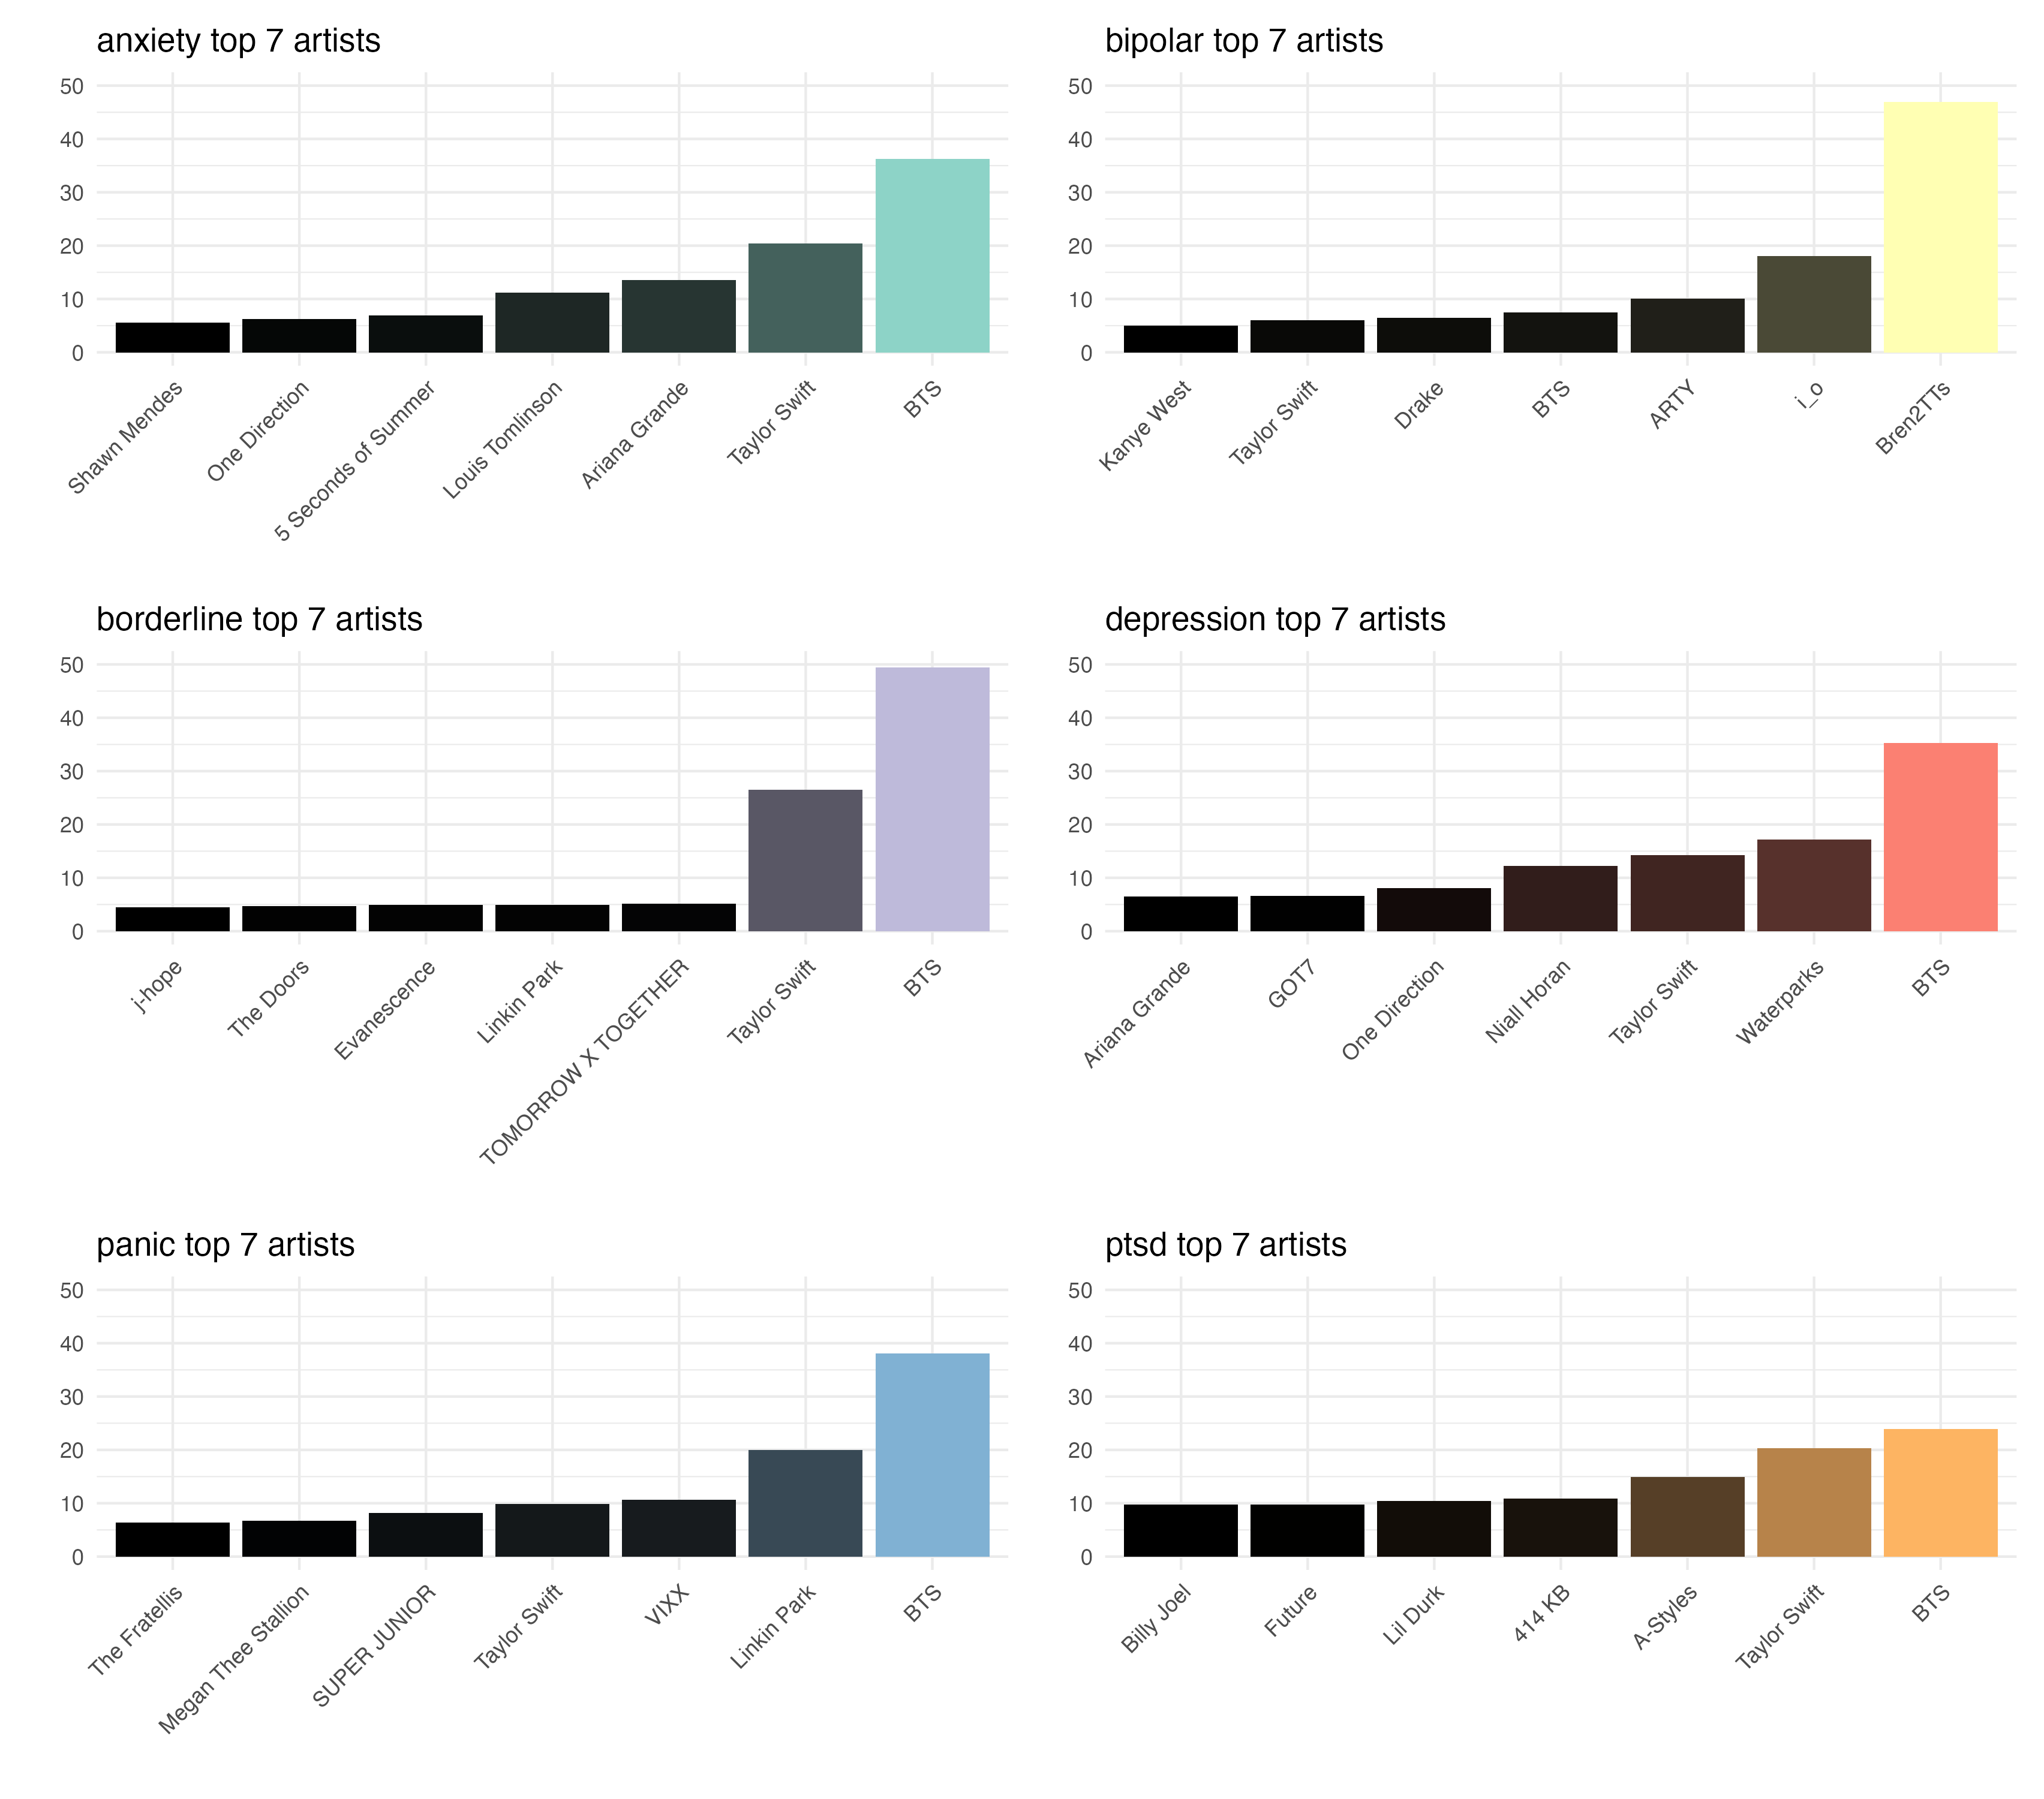 anxiety top 7 artists
50
40
30
20
10
0
Shawn Mendes
One Direction
5 Seconds of Summer
Louis Tomlinson
Ariana Grande
Taylor Swift
BTS
bipolar top 7 artists
50
40
30
20
10
0
Kanye West
Taylor Swift
Drake
BTS
ARTY
i_o
Bren2TTs
borderline top 7 artists
50
40
30
20
10
0
j-hope
The Doors
Evanescence
Linkin Park
TOMORROW X TOGETHER
Taylor Swift
BTS
depression top 7 artists
50
40
30
20
10
0
Ariana Grande
GOT7
One Direction
Niall Horan
Taylor Swift
Waterparks
BTS
panic top 7 artists
50
40
30
20
10
0
The Fratellis
Megan Thee Stallion
SUPER JUNIOR
Taylor Swift
VIXX
Linkin Park
BTS
ptsd top 7 artists
50
40
30
20
10
0
Billy Joel
Future
Lil Durk
414 KB
A-Styles
Taylor Swift
BTS